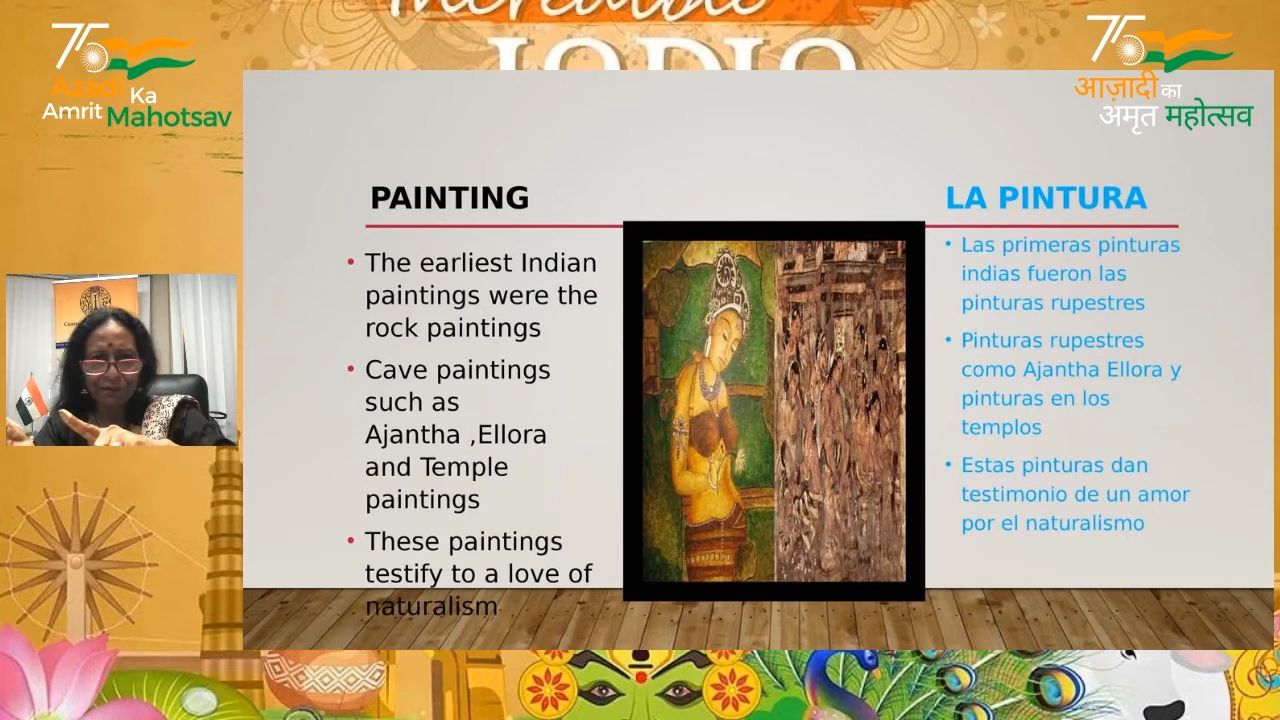 Incredible
INDIA
75
Azadi Ka
Amrit Mahotsav
75
आज़ादी का
अमृत महोत्सव
PAINTING
• The earliest Indian
paintings were the
rock paintings
• Cave paintings
such as
Ajantha ,Ellora
and Temple
paintings
• These paintings
testify to a love of
naturalism
LA PINTURA
• Las primeras pinturas
indias fueron las
pinturas rupestres
• Pinturas rupestres
como Ajantha Ellora y
pinturas en los
templos
• Estas pinturas dan
testimonio de un amor
por el naturalismo